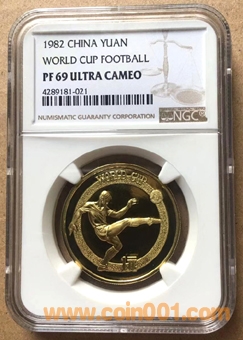 1982 CHINA YUAN
WORLD CUP FOOTBALL
PF 69 ULTRA CAMEO
4289181-021
NGC
NUMISMATIC GUARANTY CORPORATION
WORLD CUP
www.coin001.com